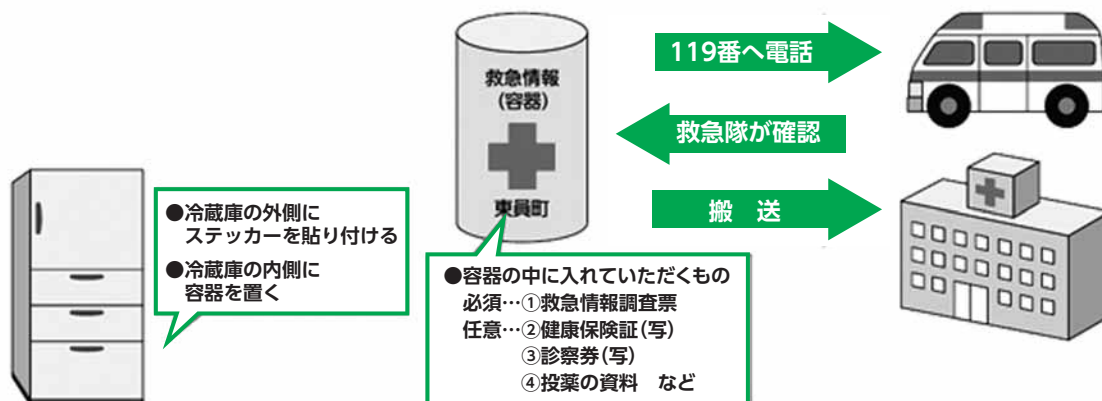 救急情報
(容器)
東員町
119番へ電話
救急隊が確認
搬　送
●冷蔵庫の外側に
ステッカーを貼り付ける
●冷蔵庫の内側に
容器を置く
●容器の中に入れていただくもの
必須…①救急情報調査票
任意…②健康保険証(写)
③診察券(写)
④投薬の資料　など